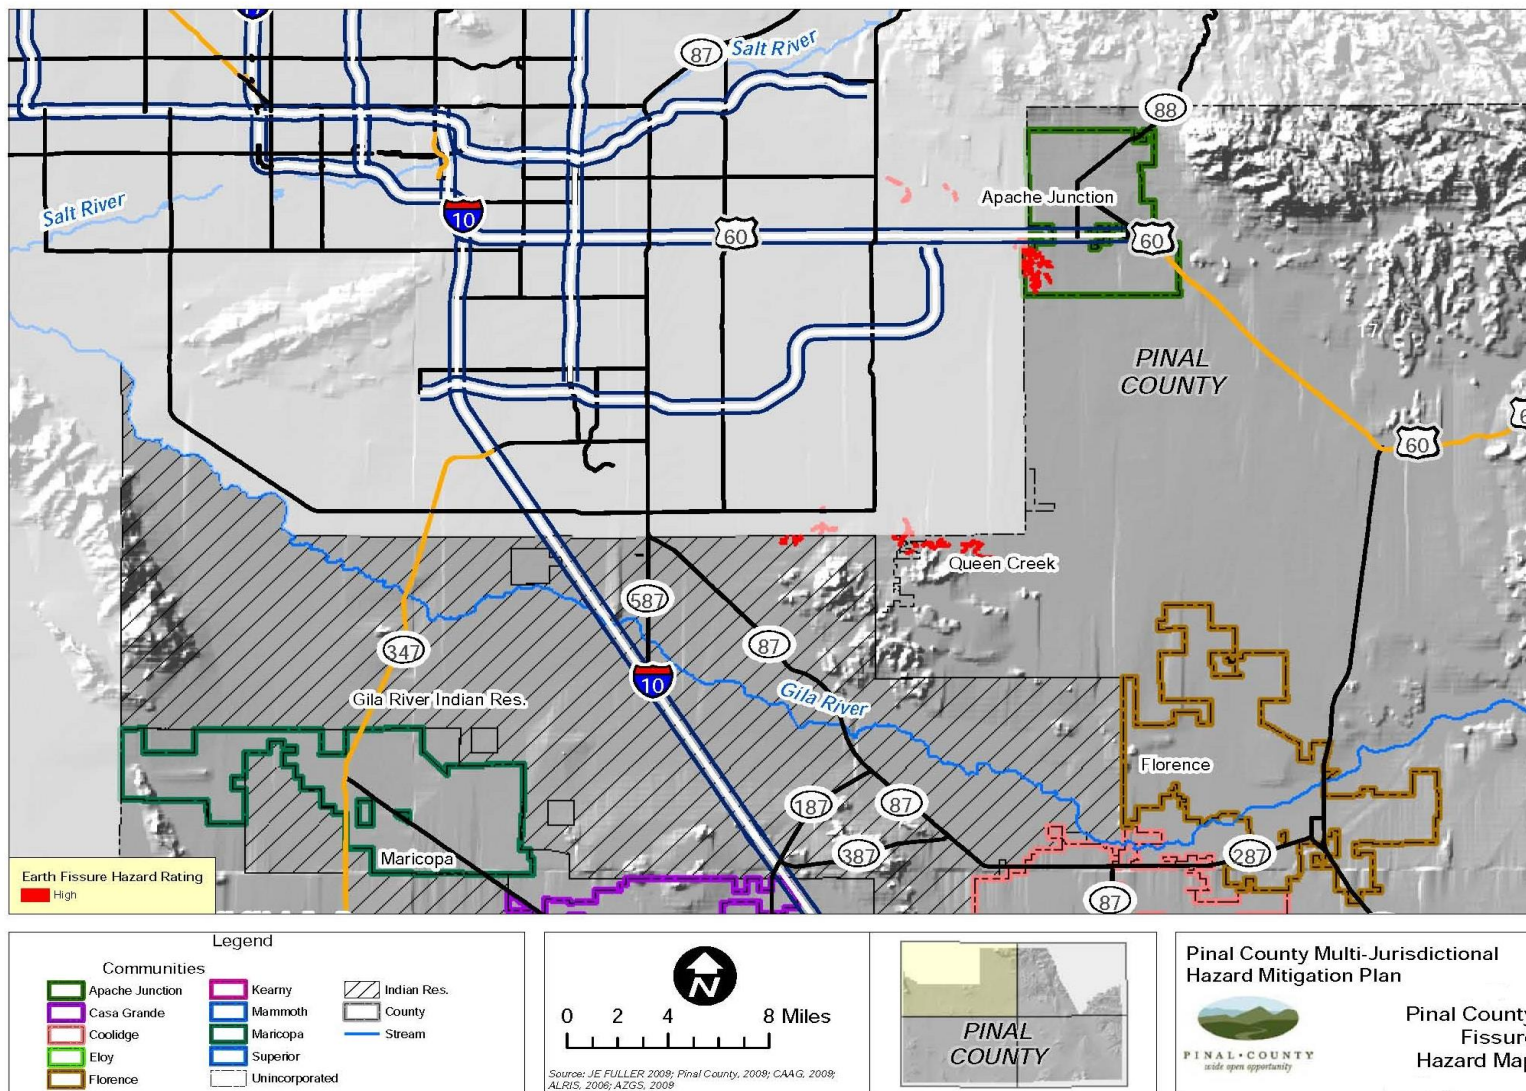 17
87
Salt River
88
Salt River
Apache Junction
10
60
60
PINAL
COUNTY
60
6
Queen Creek
587
87
347
10
Gila River Indian Res.
Gila River
Florence
187
87
387
287
Maricopa
87
Earth Fissure Hazard Rating
High
Legend
Communities
Apache Junction
Casa Grande
Coolidge
Eloy
Florence
Kearny
Mammoth
Maricopa
Superior
Unincorporated
Indian Res.
County
Stream
N
0 2 4 8 Miles
Source: JE FULLER 2009; Pinal County, 2009; CAAG, 2009;
ALRIS, 2006; AZGS, 2009
PINAL
COUNTY
Pinal County Multi-Jurisdictional
Hazard Mitigation Plan
PINAL • COUNTY
wide open opportunity
Pinal County
Fissure
Hazard Map